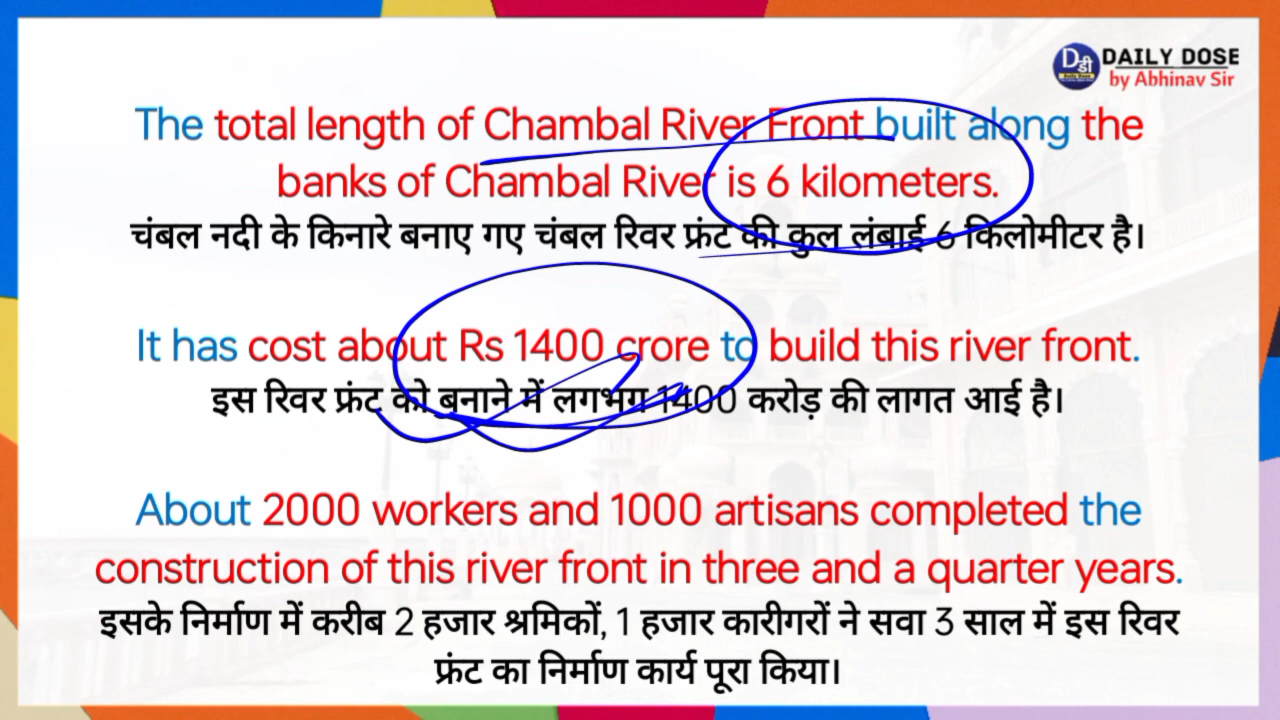 Dडी
DAILY DOSE
by Abhinav Sir
The total length of Chambal River Front built along the
banks of Chambal River is 6 kilometers.
चंबल नदी के किनारे बनाए गए चंबल रिवर फ्रंट की कुल लंबाई 6 किलोमीटर है।
It has cost about Rs 1400 crore to build this river front.
इस रिवर फ्रंट को बनाने में लगभग 1400 करोड़ की लागत आई है।
About 2000 workers and 1000 artisans completed the
construction of this river front in three and a quarter years.
इसके निर्माण में करीब 2 हजार श्रमिकों, 1 हजार कारीगरों ने सवा 3 साल में इस रिवर
फ्रंट का निर्माण कार्य पूरा किया।